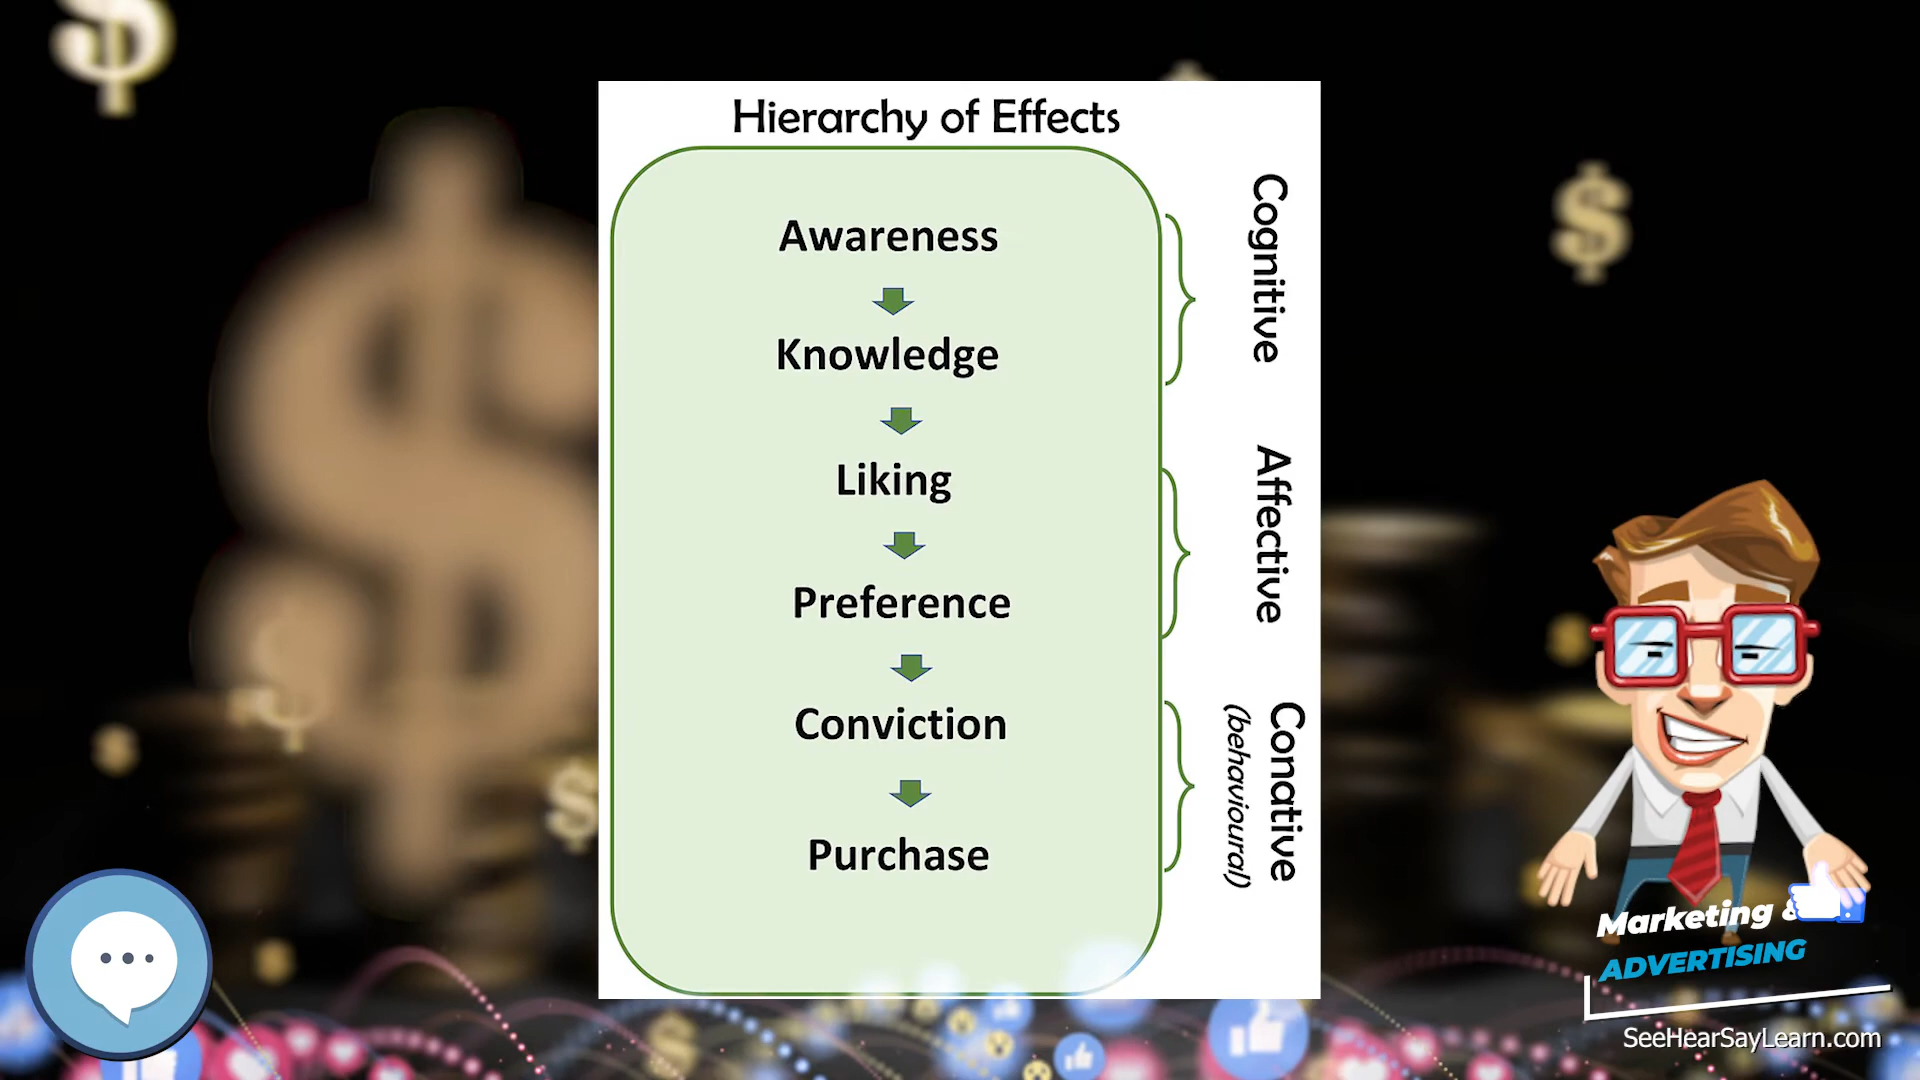 Hierarchy of Effects
Awareness
Knowledge
Liking
Preference
Conviction
Purchase
Cognitive
Affective
Conative
(behavioural)
Marketing &
ADVERTISING
SeeHearSayLearn.com